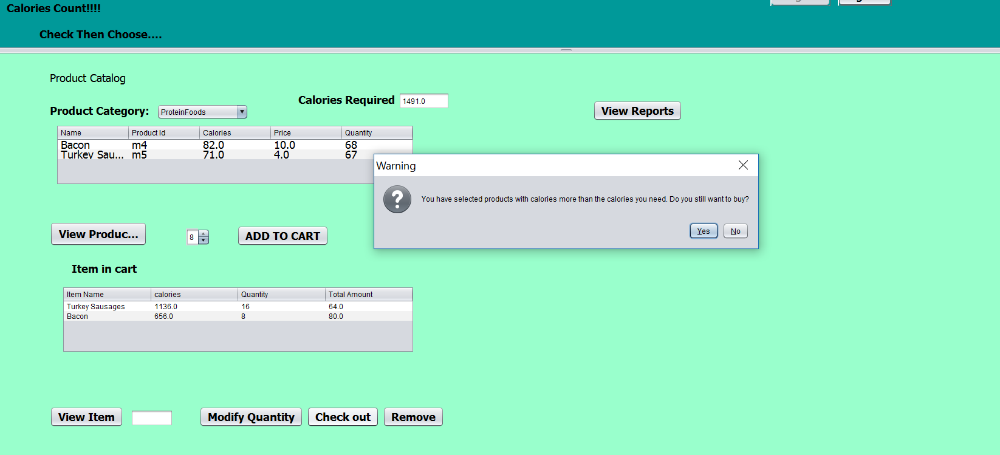 Calories Count!!!!
Check Then Choose....
Product Catalog
Calories Required 1491.0
Product Category: ProteinFoods
View Reports
Name Product Id Calories Price Quantity
Bacon m4 82.0 10.0 68
Turkey Sau... m5 71.0 4.0 67
Warning
You have selected products with calories more than the calories you need. Do you still want to buy?
Yes No
View Produc... 8 ADD TO CART
Item in cart
Item Name calories Quantity Total Amount
Turkey Sausages 1136.0 16 64.0
Bacon 656.0 8 80.0
View Item Modify Quantity Check out Remove